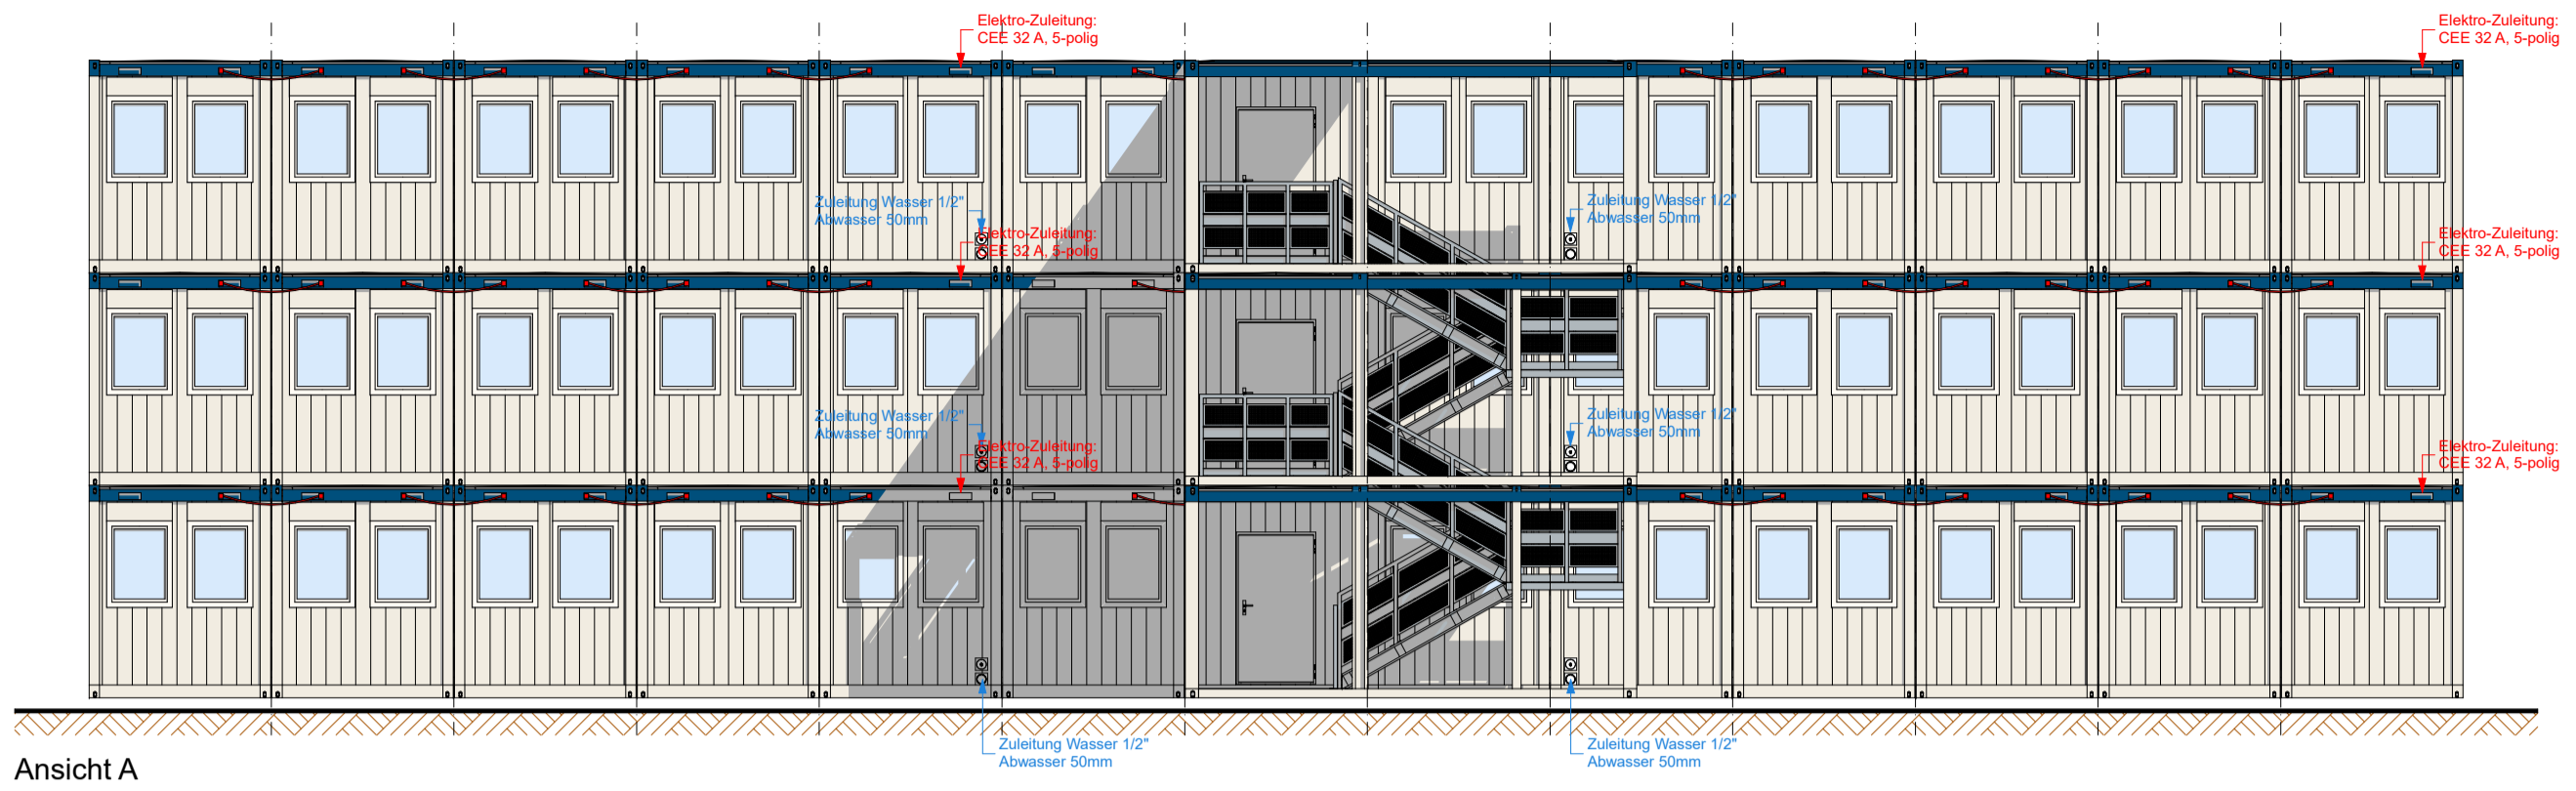 Elektro-Zuleitung:
CEE 32 A, 5-polig
Elektro-Zuleitung:
CEE 32 A, 5-polig
Zuleitung Wasser 1/2"
Abwasser 50mm
Zuleitung Wasser 1/2"
Abwasser 50mm
Elektro-Zuleitung:
CEE 32 A, 5-polig
Elektro-Zuleitung:
CEE 32 A, 5-polig
Zuleitung Wasser 1/2"
Abwasser 50mm
Zuleitung Wasser 1/2"
Abwasser 50mm
Elektro-Zuleitung:
CEE 32 A, 5-polig
Elektro-Zuleitung:
CEE 32 A, 5-polig
Zuleitung Wasser 1/2"
Abwasser 50mm
Zuleitung Wasser 1/2"
Abwasser 50mm
Ansicht A